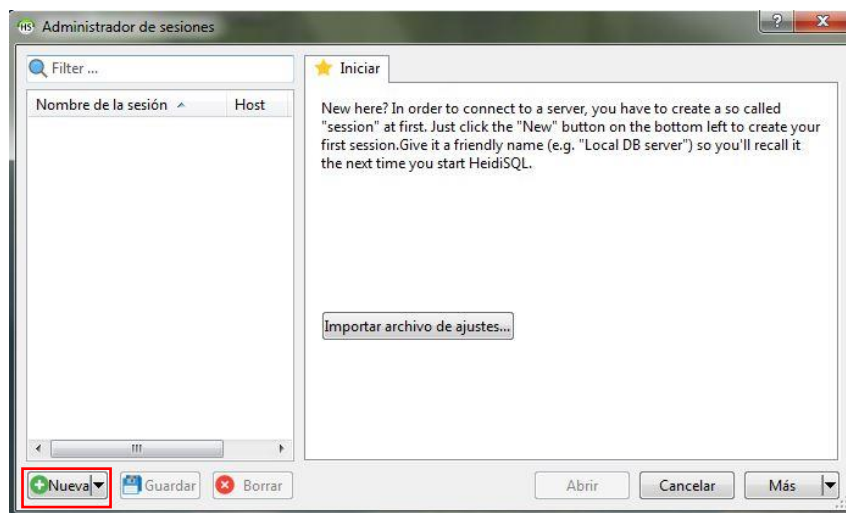 HS Administrador de sesiones
?
X
Filter ...
Iniciar
Nombre de la sesión Host
New here? In order to connect to a server, you have to create a so called
"session" at first. Just click the "New" button on the bottom left to create your
first session.Give it a friendly name (e.g. "Local DB server") so you'll recall it
the next time you start HeidiSQL.
Importar archivo de ajustes...
Nueva
Guardar
Borrar
Abrir
Cancelar
Más